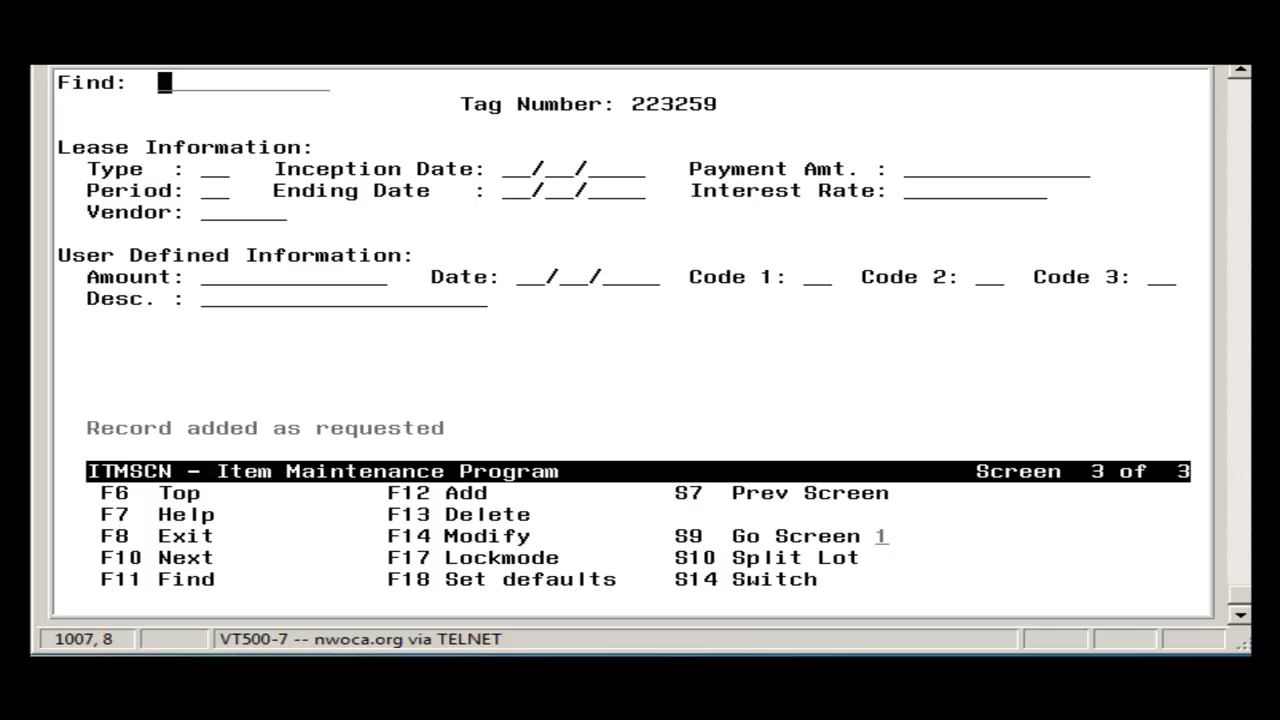 Find:
Tag Number: 223259
Lease Information:
Type : __ Inception Date: __/__/____ Payment Amt. : _____________
Period: __ Ending Date : __/__/____ Interest Rate: __________
Vendor: ______
User Defined Information:
Amount: _____________ Date: __/__/____ Code 1: __ Code 2: __ Code 3: __
Desc. : ____________________
Record added as requested
ITMSCN - Item Maintenance Program Screen 3 of 3
F6 Top F12 Add S7 Prev Screen
F7 Help F13 Delete
F8 Exit F14 Modify S9 Go Screen 1
F10 Next F17 Lockmode S10 Split Lot
F11 Find F18 Set defaults S14 Switch
1007, 8 VT500-7 -- nwoca.org via TELNET